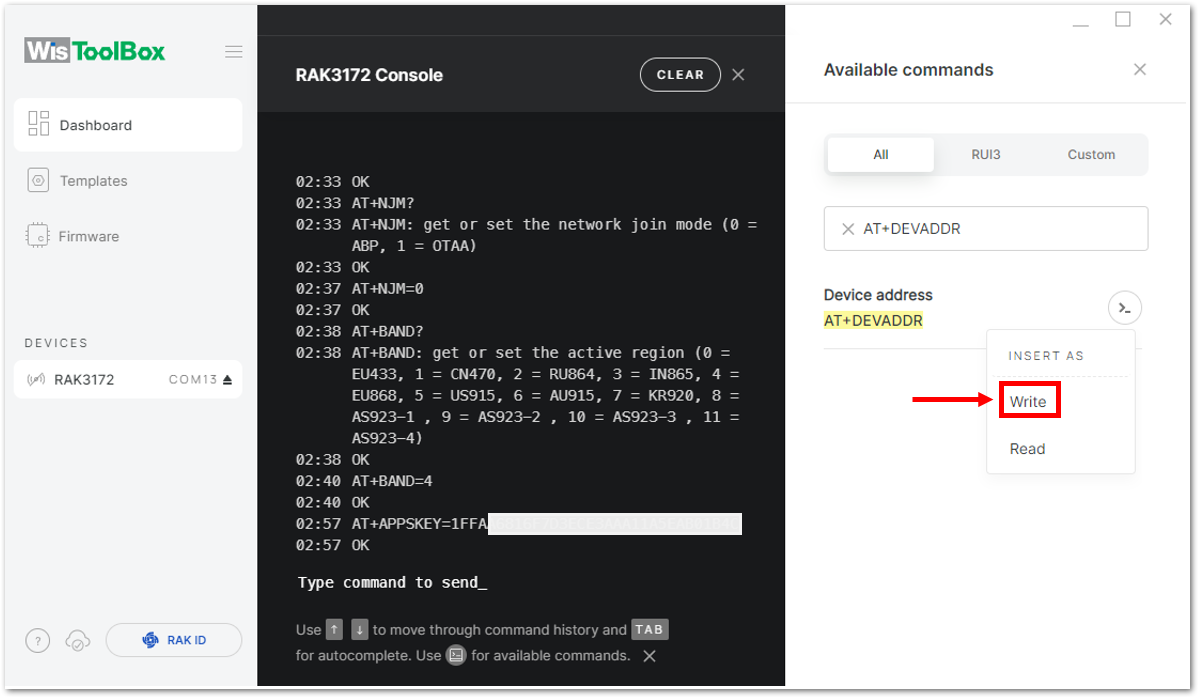 WisToolBox
Dashboard
Templates
Firmware
DEVICES
RAK3172 COM13
?
RAK ID
RAK3172 Console
CLEAR
02:33 OK
02:33 AT+NJM?
02:33 AT+NJM: get or set the network join mode (0 =
ABP, 1 = OTAA)
02:33 OK
02:37 AT+NJM=0
02:37 OK
02:38 AT+BAND?
02:38 AT+BAND: get or set the active region (0 =
EU433, 1 = CN470, 2 = RU864, 3 = IN865, 4 =
EU868, 5 = US915, 6 = AU915, 7 = KR920, 8 =
AS923-1 , 9 = AS923-2 , 10 = AS923-3 , 11 =
AS923-4)
02:38 OK
02:40 AT+BAND=4
02:40 OK
02:57 AT+APPSKEY=1FFA
02:57 OK
Type command to send_
Use ↑ ↓ to move through command history and TAB
for autocomplete. Use for available commands.
Available commands
All RUI3 Custom
AT+DEVADDR
Device address
AT+DEVADDR
INSERT AS
Write
Read